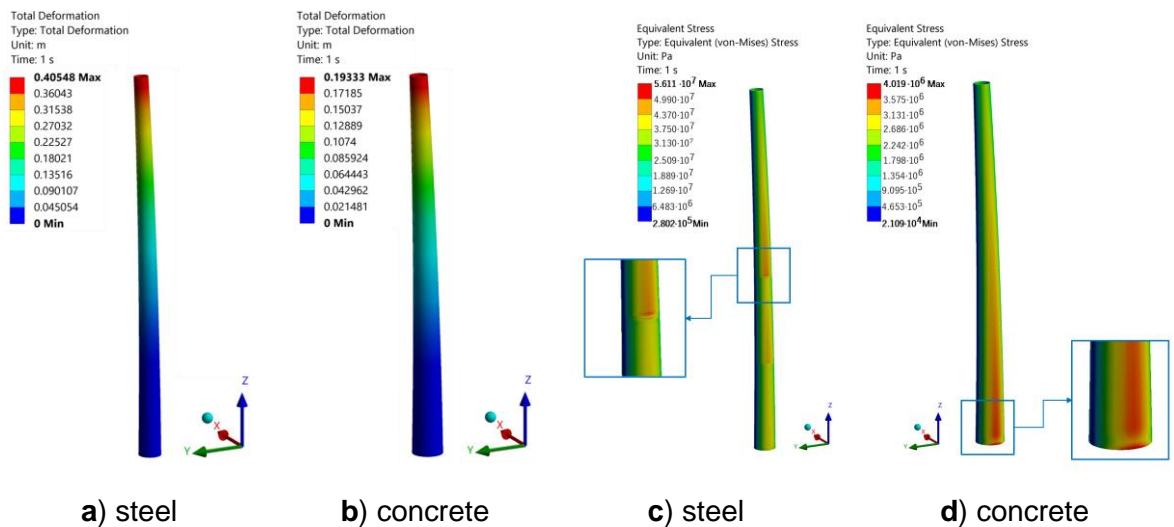 Total Deformation
Type: Total Deformation
Unit: m
Time: 1 s
0.40548 Max
0.36043
0.31538
0.27032
0.22527
0.18021
0.13516
0.090107
0.045054
0 Min
Z
X
Y
Total Deformation
Type: Total Deformation
Unit: m
Time: 1 s
0.19333 Max
0.17185
0.15037
0.12889
0.1074
0.085924
0.064443
0.042962
0.021481
0 Min
Z
X
Y
Equivalent Stress
Type: Equivalent (von-Mises) Stress
Unit: Pa
Time: 1 s
5.611 ·10⁷ Max
4.990·10⁷
4.370·10⁷
3.750·10⁷
3.130·10⁷
2.509·10⁷
1.889·10⁷
1.269·10⁷
6.483·10⁶
2.802·10⁵Min
Z
X
Y
Equivalent Stress
Type: Equivalent (von-Mises) Stress
Unit: Pa
Time: 1 s
4.019·10⁶ Max
3.575·10⁶
3.131·10⁶
2.686·10⁶
2.242·10⁶
1.798·10⁶
1.354·10⁶
9.095·10⁵
4.653·10⁵
2.109·10⁴Min
Z
X
Y
a) steel
b) concrete
c) steel
d) concrete